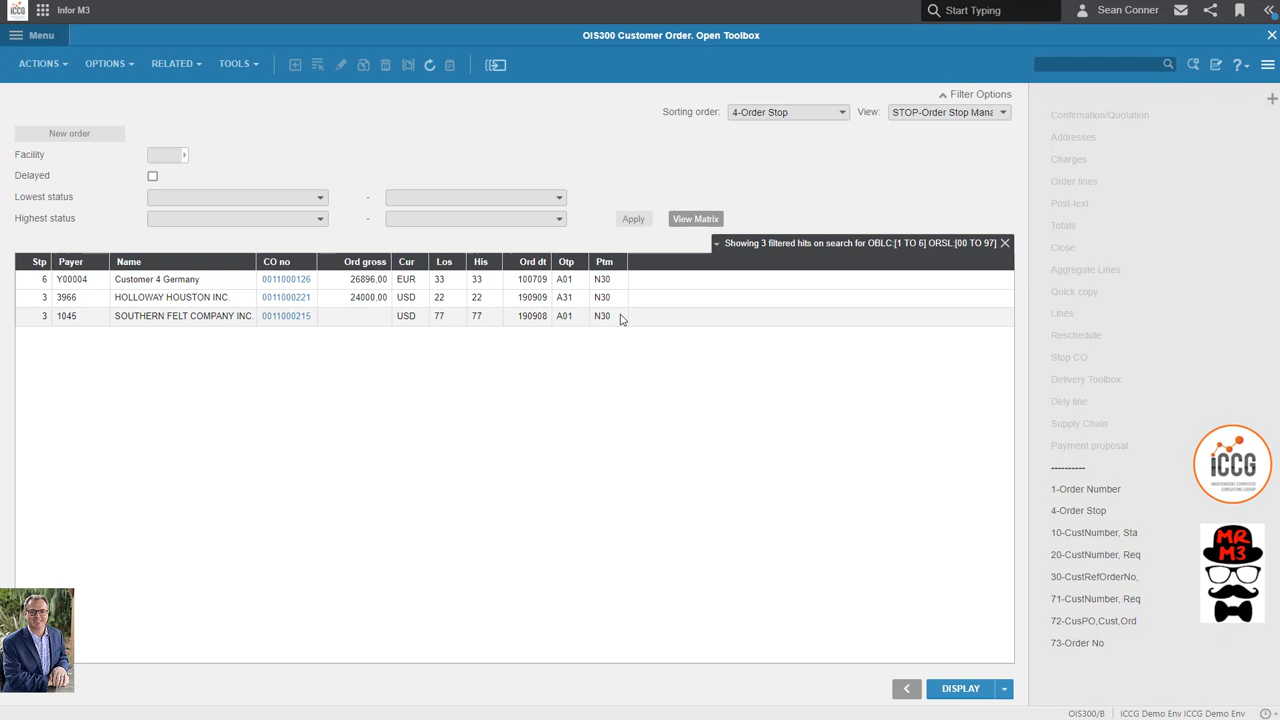 ICCG
Infor M3
Start Typing
Sean Conner
Menu
OIS300 Customer Order. Open Toolbox
ACTIONS
OPTIONS
RELATED
TOOLS
Filter Options
Sorting order: 4-Order Stop View: STOP-Order Stop Mana
New order
Facility
Delayed
Lowest status -
Highest status - Apply View Matrix
Showing 3 filtered hits on search for OBLC:[1 TO 6] ORSL:[00 TO 97]
Stp Payer Name CO no Ord gross Cur Los His Ord dt Otp Ptm
6 Y00004 Customer 4 Germany 0011000126 26896,00 EUR 33 33 100709 A01 N30
3 3966 HOLLOWAY HOUSTON INC. 0011000221 24000,00 USD 22 22 190909 A31 N30
3 1045 SOUTHERN FELT COMPANY INC. 0011000215 USD 77 77 190908 A01 N30
DISPLAY
Confirmation/Quotation
Addresses
Charges
Order lines
Post-text
Totals
Close
Aggregate Lines
Quick copy
Lines
Reschedule
Stop CO
Delivery Toolbox
Dely line
Supply Chain
Payment proposal
----------
1-Order Number
4-Order Stop
10-CustNumber, Sta
20-CustNumber, Req
30-CustRefOrderNo,
71-CustNumber, Req
72-CusPO,Cust,Ord
73-Order No
iCCG
INDEPENDENT COMPUTER
CONSULTING GROUP
MR
M3
OIS300/B ICCG Demo Env ICCG Demo Env